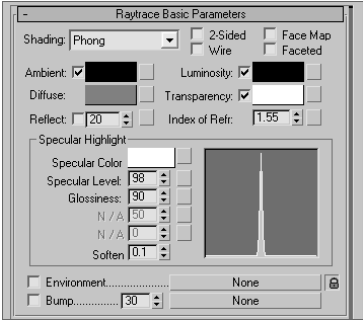 - Raytrace Basic Parameters
Shading: Phong 2-Sided Face Map
Wire Faceted
Ambient: Luminosity:
Diffuse: Transparency:
Reflect: 20 Index of Refr: 1.55
Specular Highlight
Specular Color
Specular Level: 98
Glossiness: 90
N / A 50
N / A 0
Soften 0.1
Environment..................... None
Bump.............. 30 None